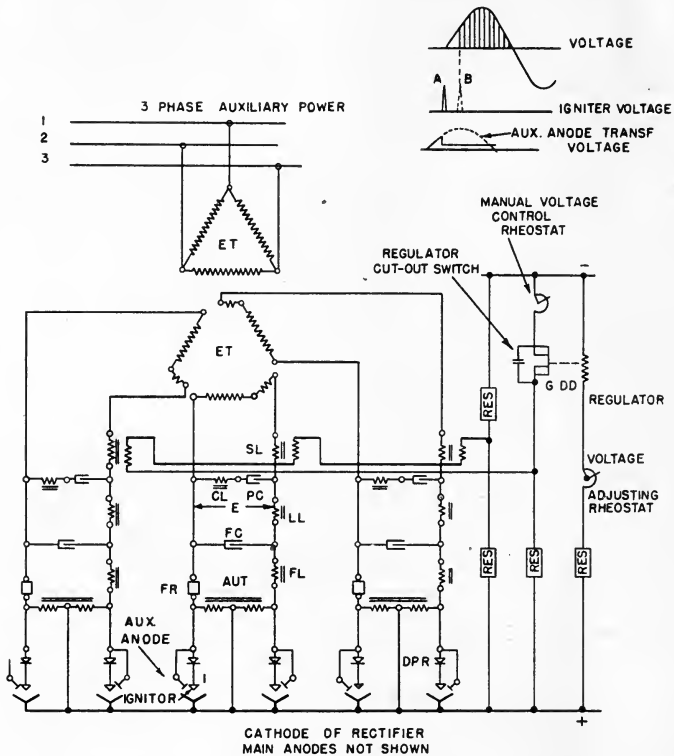 VOLTAGE
A
B
IGNITER VOLTAGE
AUX. ANODE TRANSF
VOLTAGE
3 PHASE AUXILIARY POWER
1
2
3
ET
MANUAL VOLTAGE
CONTROL
RHEOSTAT
REGULATOR
CUT-OUT SWITCH
-
ET
G DD
RES
REGULATOR
SL
VOLTAGE
ADJUSTING
RHEOSTAT
CL
PC
E
LL
FC
FL
RES
RES
RES
FR
AUT
AUX.
ANODE
I
IGNITOR
DPR
+
CATHODE OF RECTIFIER
MAIN ANODES NOT SHOWN